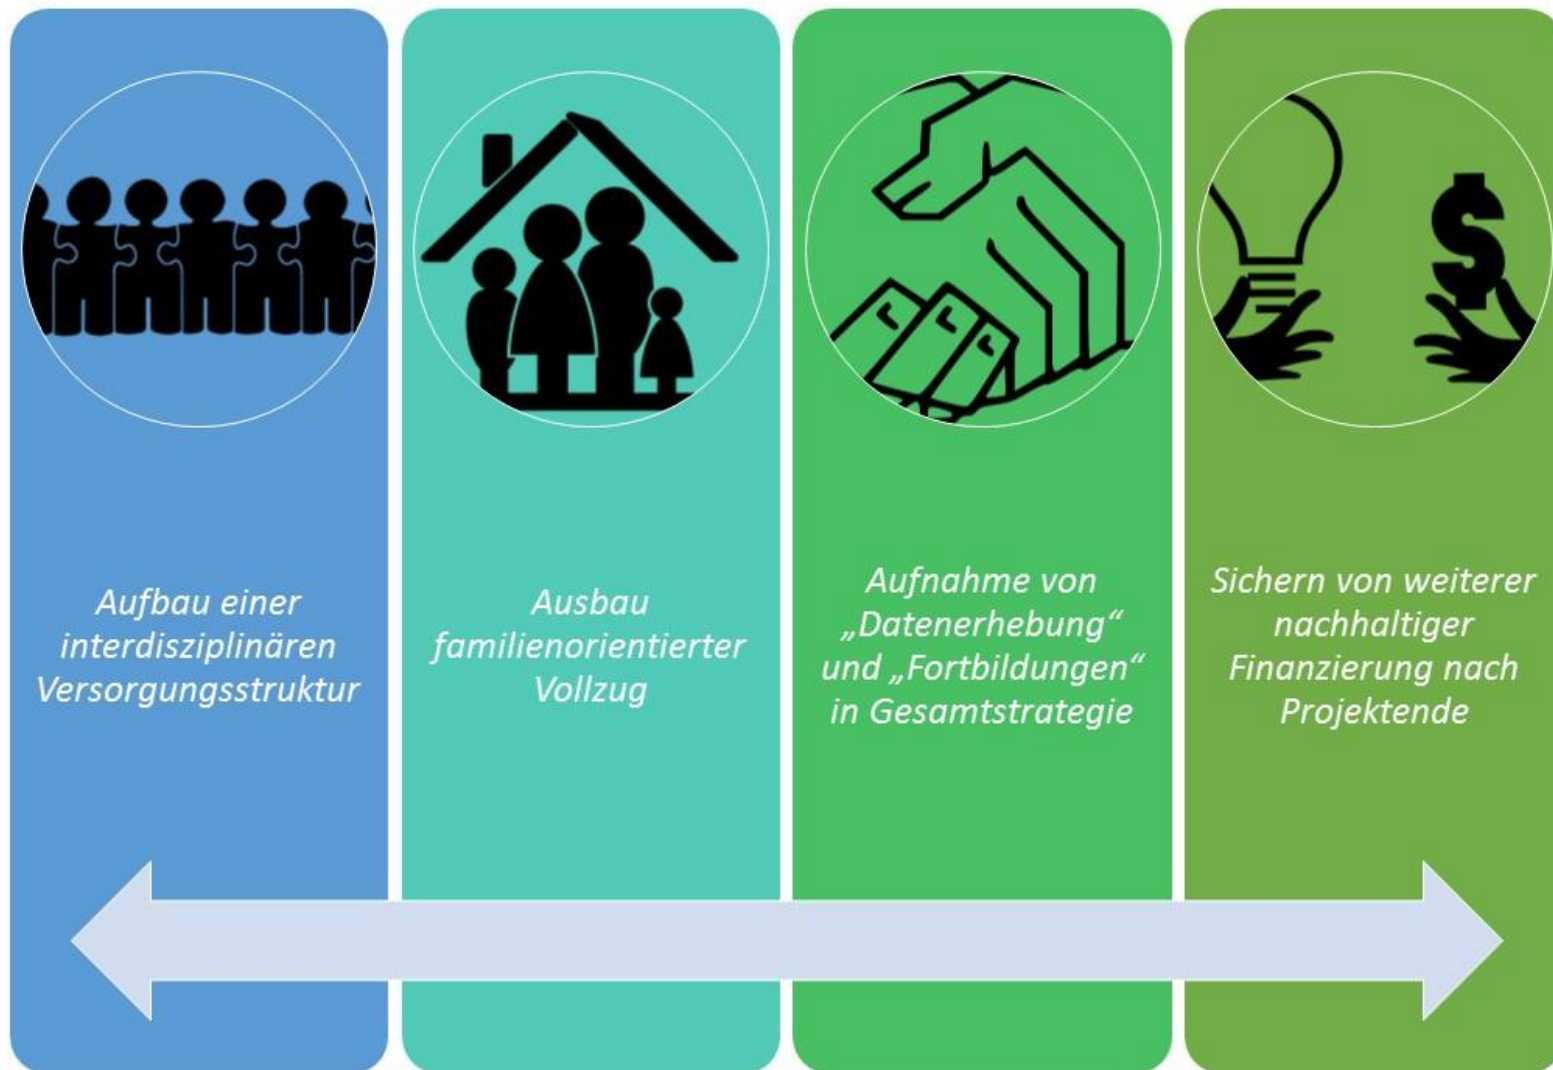 Aufbau einer
interdisziplinären
Versorgungsstruktur
Ausbau
familienorientierter
Vollzug
Aufnahme von
„Datenerhebung“
und „Fortbildungen“
in Gesamtstrategie
Sichern von weiterer
nachhaltiger
Finanzierung nach
Projektende